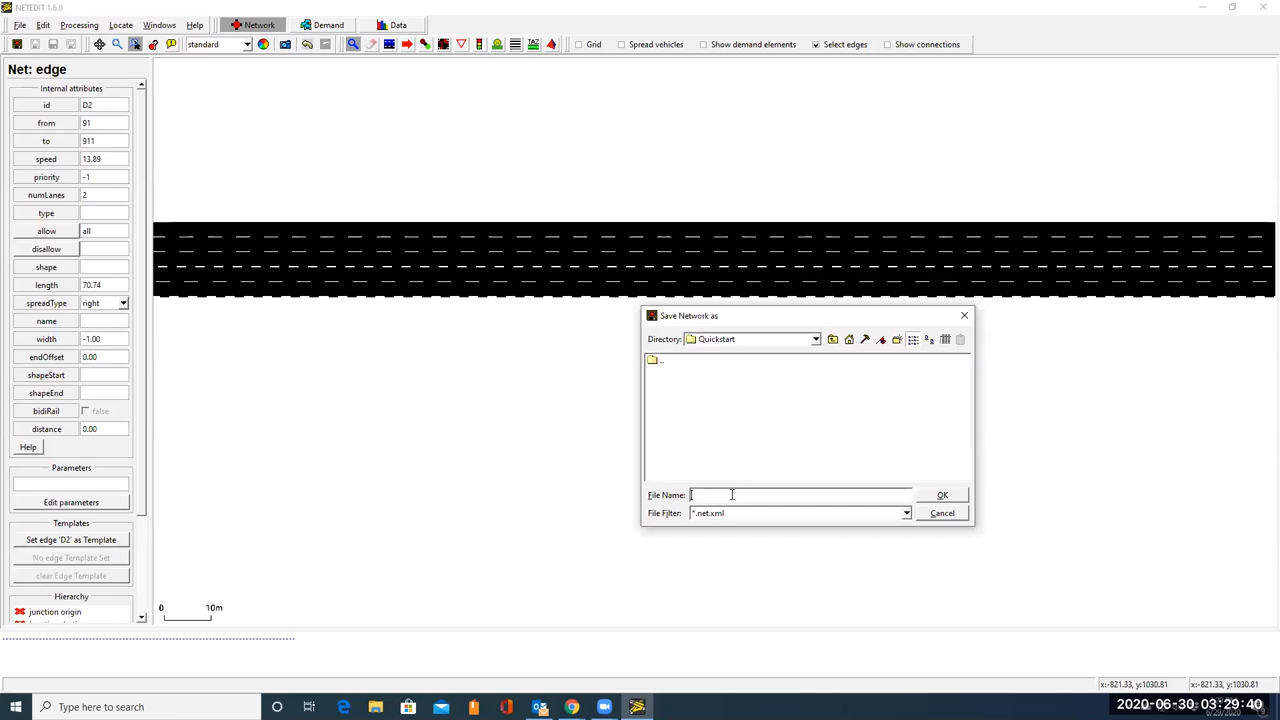 NETEDIT 1.6.0
File Edit Processing Locate Windows Help Network Demand Data
standard Grid Spread vehicles Show demand elements Select edges Show connections
Net: edge
Internal attributes
id D2
from 91
to 911
speed 13.89
priority -1
numLanes 2
type
allow all
disallow
shape
length 70.74
spreadType right
name
width -1.00
endOffset 0.00
shapeStart
shapeEnd
bidiRail false
distance 0.00
Help
Parameters
Edit parameters
Templates
Set edge 'D2' as Template
No edge Template Set
clear Edge Template
Hierarchy
junction origin
Save Network as
Directory: Quickstart
..
File Name: OK
File Filter: *.net.xml Cancel
0 10m
x:-821.33, y:1030.81 x:-821.33, y:1030.81
Type here to search
2020-06-30 03:29:40